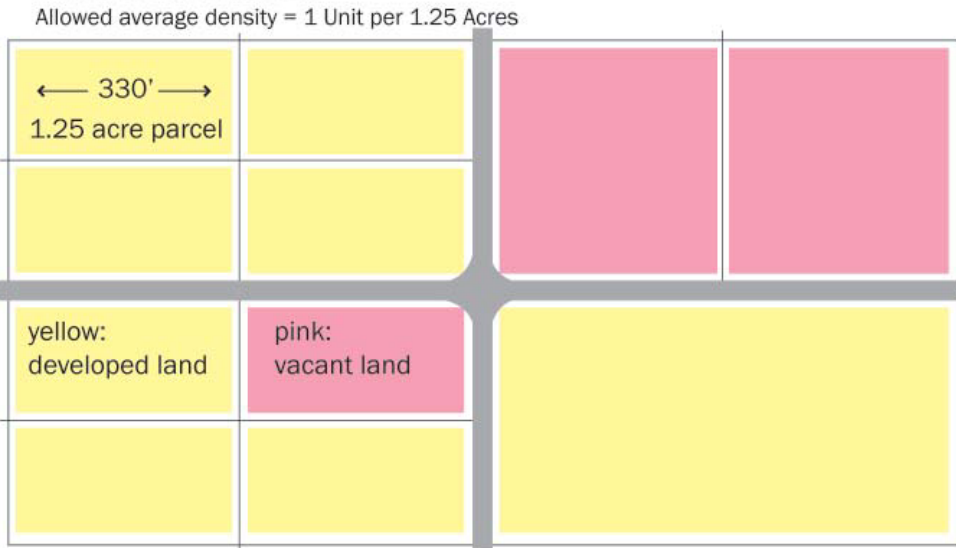 Allowed average density = 1 Unit per 1.25 Acres
330’
1.25 acre parcel
yellow:
developed land
pink:
vacant land